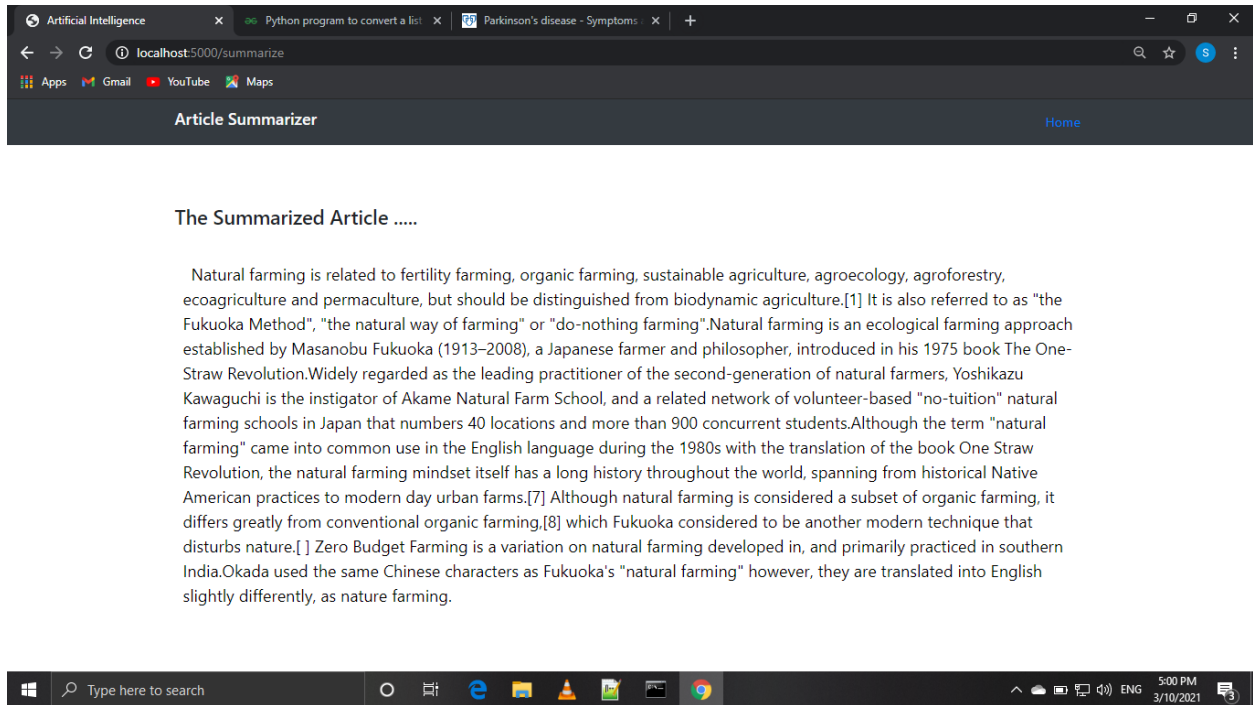 Artificial Intelligence
Python program to convert a list
Parkinson's disease - Symptoms
localhost:5000/summarize
S
Apps
Gmail
YouTube
Maps
Article Summarizer
Home
The Summarized Article .....
Natural farming is related to fertility farming, organic farming, sustainable agriculture, agroecology, agroforestry,
ecoagriculture and permaculture, but should be distinguished from biodynamic agriculture.[1] It is also referred to as "the
Fukuoka Method", "the natural way of farming" or "do-nothing farming".Natural farming is an ecological farming approach
established by Masanobu Fukuoka (1913–2008), a Japanese farmer and philosopher, introduced in his 1975 book The One-
Straw Revolution.Widely regarded as the leading practitioner of the second-generation of natural farmers, Yoshikazu
Kawaguchi is the instigator of Akame Natural Farm School, and a related network of volunteer-based "no-tuition" natural
farming schools in Japan that numbers 40 locations and more than 900 concurrent students.Although the term "natural
farming" came into common use in the English language during the 1980s with the translation of the book One Straw
Revolution, the natural farming mindset itself has a long history throughout the world, spanning from historical Native
American practices to modern day urban farms.[7] Although natural farming is considered a subset of organic farming, it
differs greatly from conventional organic farming,[8] which Fukuoka considered to be another modern technique that
disturbs nature.[ ] Zero Budget Farming is a variation on natural farming developed in, and primarily practiced in southern
India.Okada used the same Chinese characters as Fukuoka's "natural farming" however, they are translated into English
slightly differently, as nature farming.
Type here to search
ENG
5:00 PM
3/10/2021
3